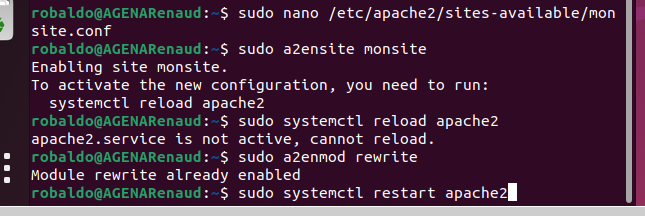 robaldo@AGENARenaud:~$ sudo nano /etc/apache2/sites-available/mon
site.conf
robaldo@AGENARenaud:~$ sudo a2ensite monsite
Enabling site monsite.
To activate the new configuration, you need to run:
  systemctl reload apache2
robaldo@AGENARenaud:~$ sudo systemctl reload apache2
apache2.service is not active, cannot reload.
robaldo@AGENARenaud:~$ sudo a2enmod rewrite
Module rewrite already enabled
robaldo@AGENARenaud:~$ sudo systemctl restart apache2